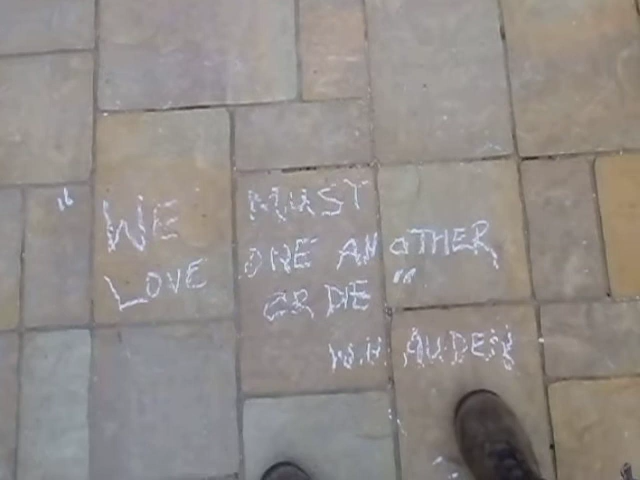 "WE MUST
LOVE ONE ANOTHER
OR DIE"
W.H AUDEN